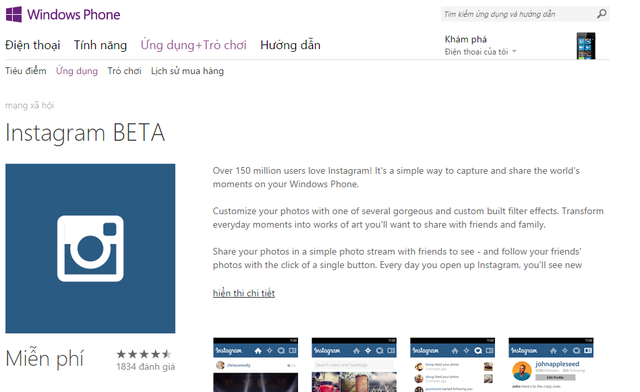 Windows Phone
Tìm kiếm ứng dụng và hướng dẫn
Điện thoại Tính năng Ứng dụng+Trò chơi Hướng dẫn
Khám phá
Điện thoại của tôi
Tiêu điểm Ứng dụng Trò chơi Lịch sử mua hàng
mạng xã hội
Instagram BETA
Over 150 million users love Instagram! It's a simple way to capture and share the world's
moments on your Windows Phone.
Customize your photos with one of several gorgeous and custom built filter effects. Transform
everyday moments into works of art you'll want to share with friends and family.
Share your photos in a simple photo stream with friends to see - and follow your friends'
photos with the click of a single button. Every day you open up Instagram, you'll see new
hiển thi chi tiết
Miễn phí
1834 đánh giá
Instagram
Instagram
Search users and hashtags
Instagram
Instagram
johnappleseed
Edit Profile